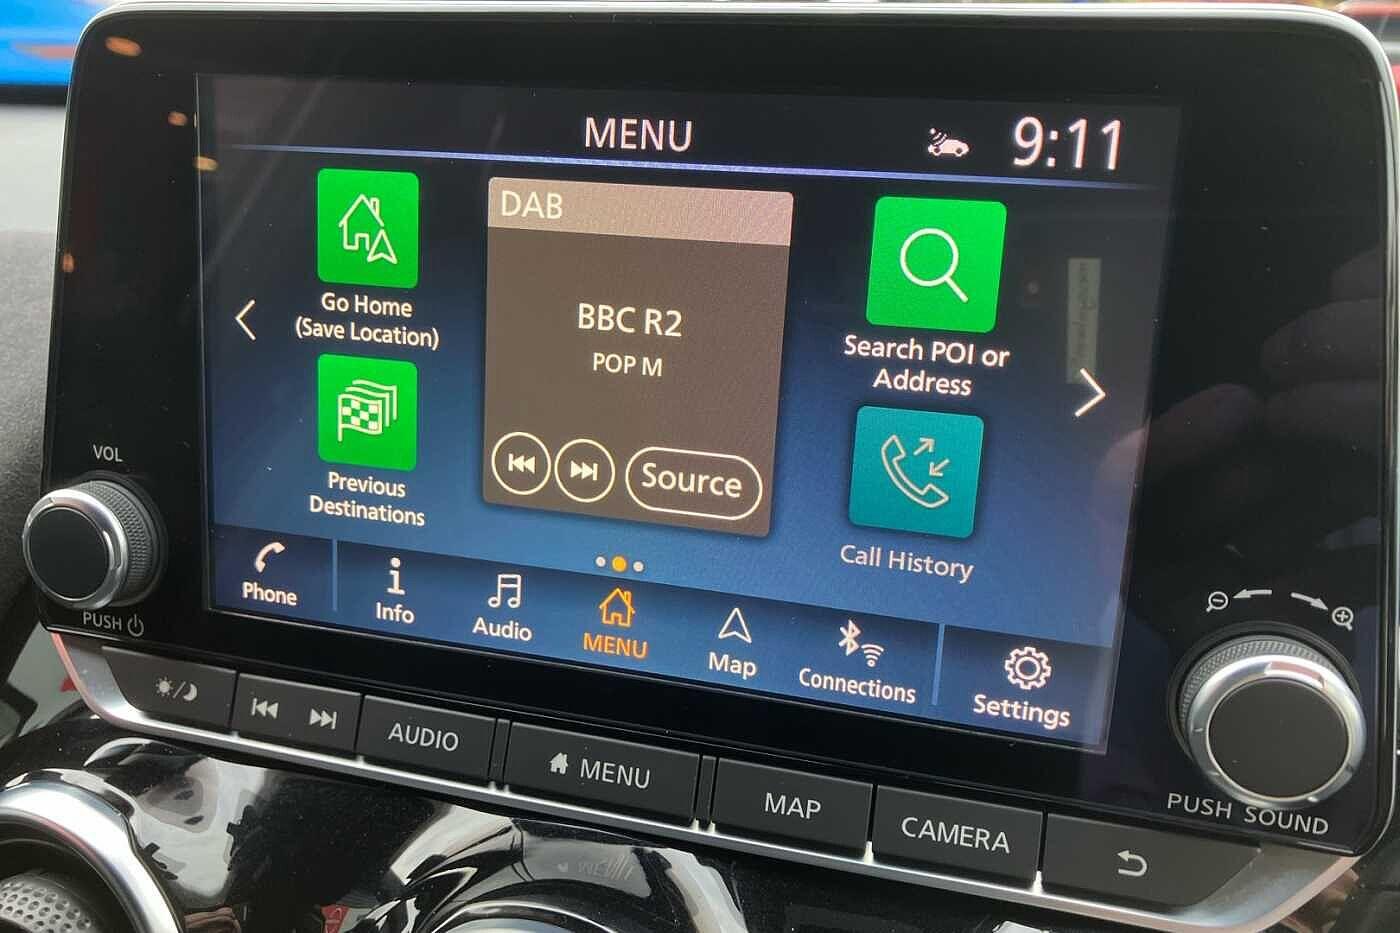 MENU
9:11
DAB
BBC R2
POP M
Source
Go Home
(Save Location)
Previous
Destinations
Search POI or
Address
Call History
Phone
Info
Audio
MENU
Map
Connections
Settings
VOL
PUSH
AUDIO
MENU
MAP
CAMERA
PUSH SOUND